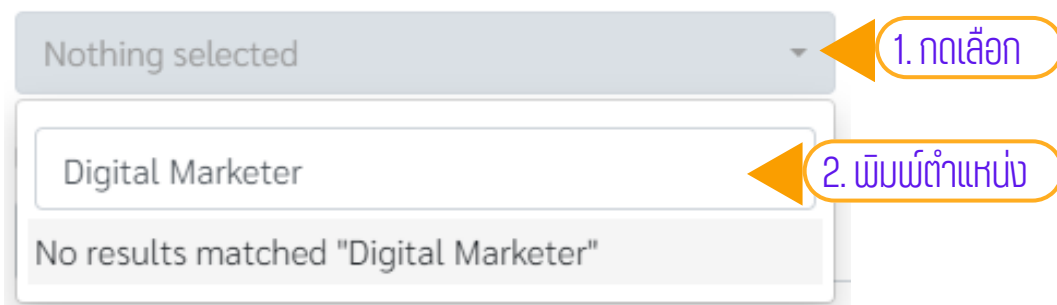 Nothing selected
1. กดเลือก
Digital Marketer
2. พิมพ์ตำแหน่ง
No results matched "Digital Marketer"